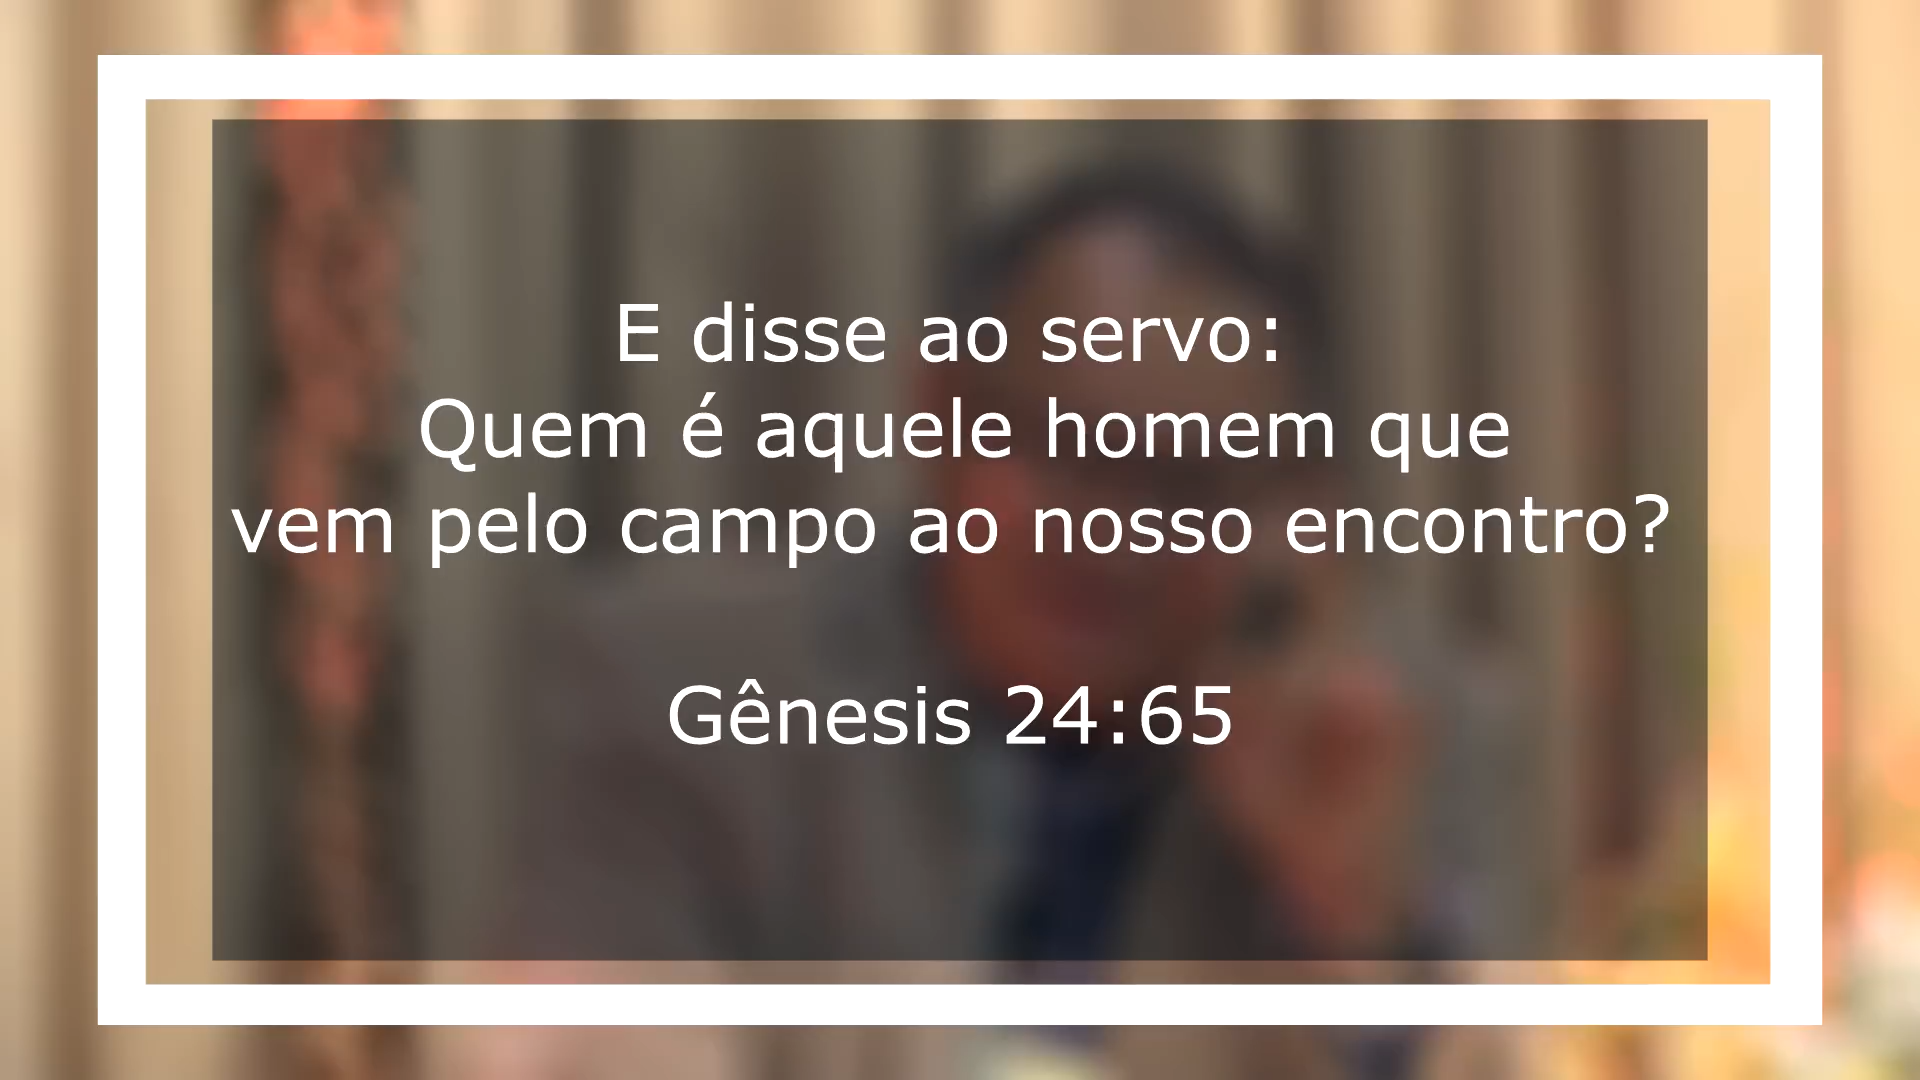 E disse ao servo:
Quem é aquele homem que
vem pelo campo ao nosso encontro?
Gênesis 24:65